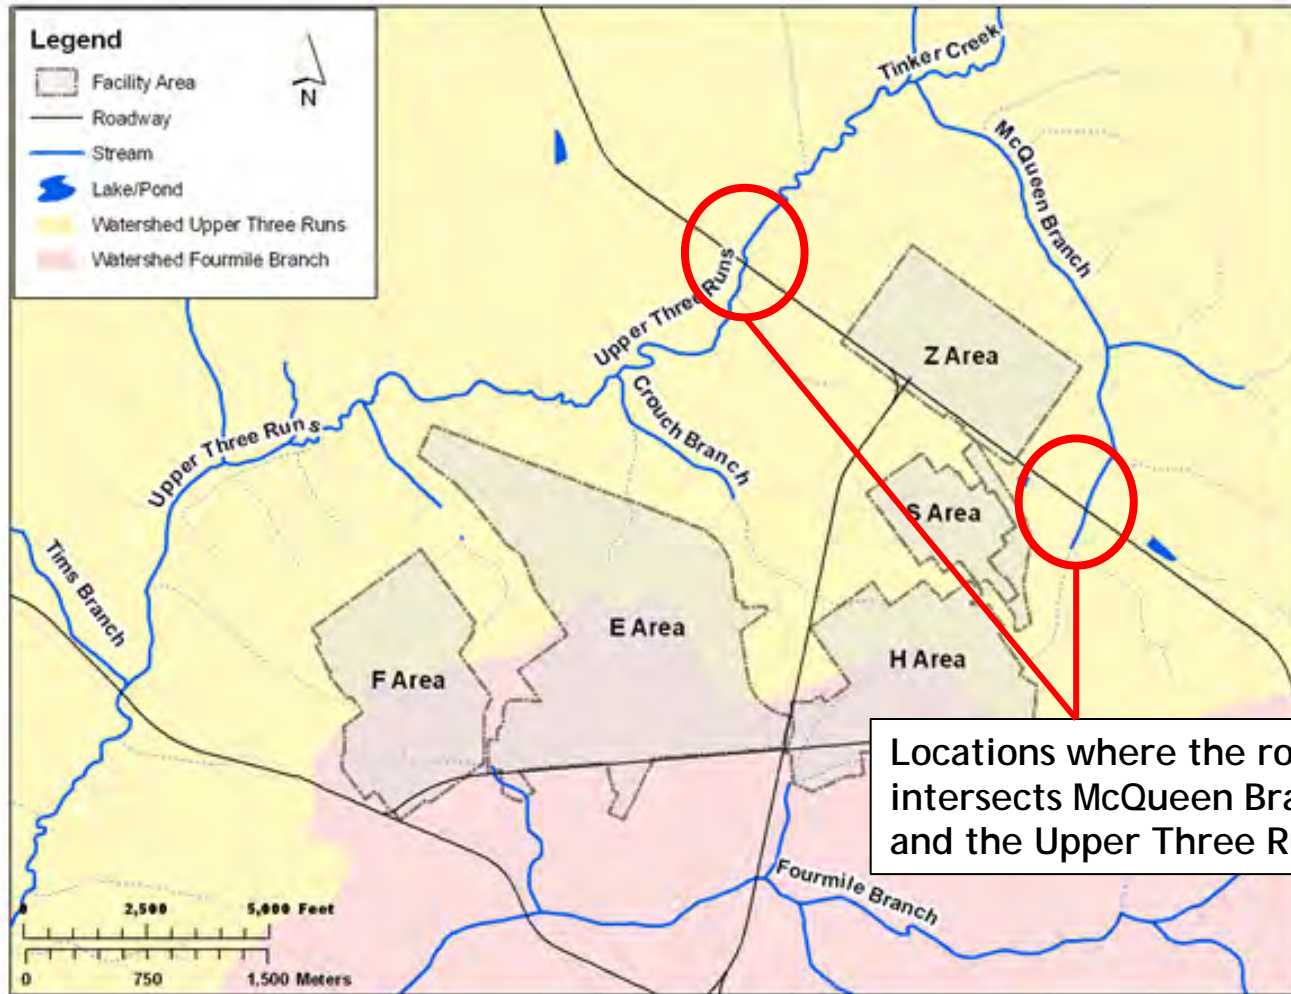 Legend
Facility Area
Roadway
Stream
Lake/Pond
Watershed Upper Three Runs
Watershed Fourmile Branch
N
Tinker Creek
McQueen Branch
Upper Three Runs
Z Area
Crouch Branch
Upper Three Runs
S Area
Tims Branch
E Area
F Area
H Area
Locations where the ro
intersects McQueen Bra
and the Upper Three R
Fourmile Branch
0 2,500 5,000 Feet
0 750 1,500 Meters